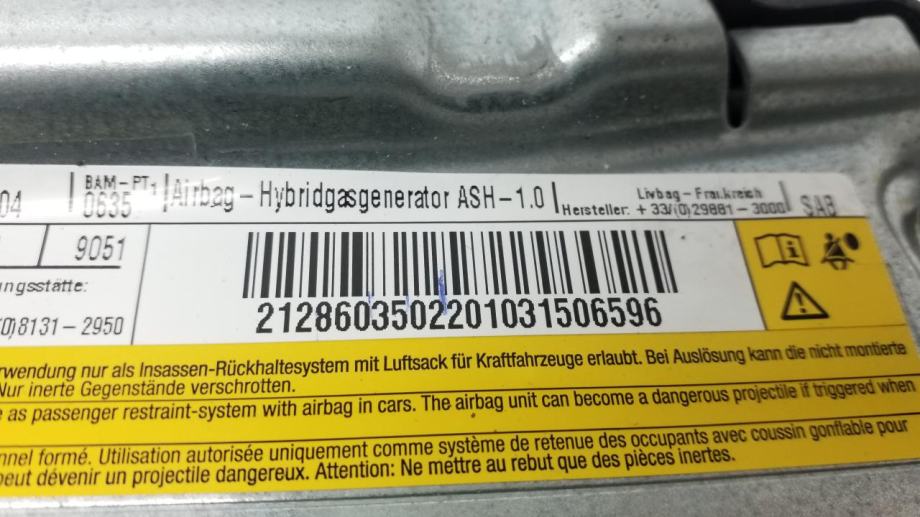 04 BAM-PT1 0635 Airbag-Hybridgasgenerator ASH-1.0 Hersteller: Livbag-Frankreich +33/(0)29881-3000 SAB
9051
ngsstätte:
0)8131-2950
2128603502201031506596
rwendung nur als Insassen-Rückhaltesystem mit Luftsack für Kraftfahrzeuge erlaubt. Bei Auslösung kann die nicht montierte
Nur inerte Gegenstände verschrotten.
e as passenger restraint-system with airbag in cars. The airbag unit can become a dangerous projectile if triggered when
nnel formé. Utilisation autorisée uniquement comme système de retenue des occupants avec coussin gonflable pour
peut dévenir un projectile dangereux. Attention: Ne mettre au rebut que des pièces inertes.